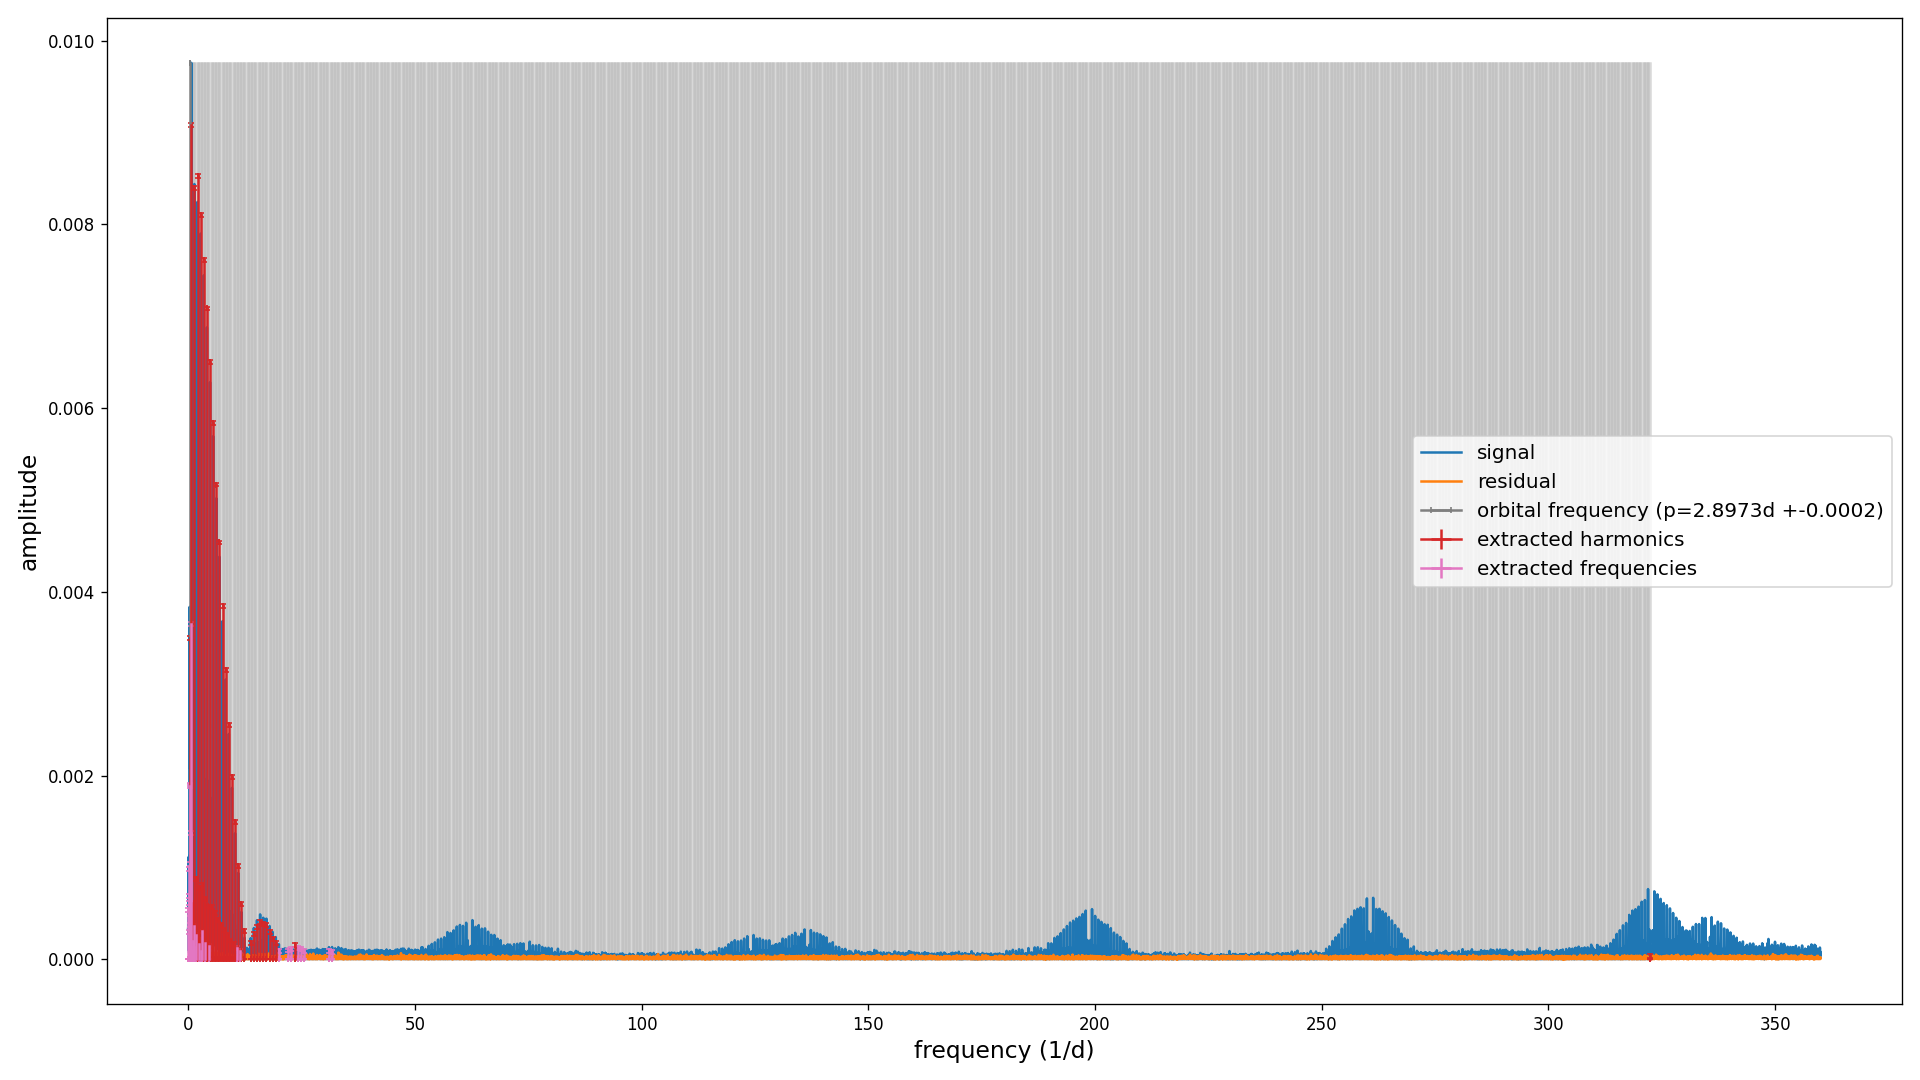 0.010
0.008
0.006
0.004
0.002
0.000
amplitude
0
50
100
150
200
250
300
350
frequency (1/d)
signal
residual
orbital frequency (p=2.8973d +-0.0002)
extracted harmonics
extracted frequencies